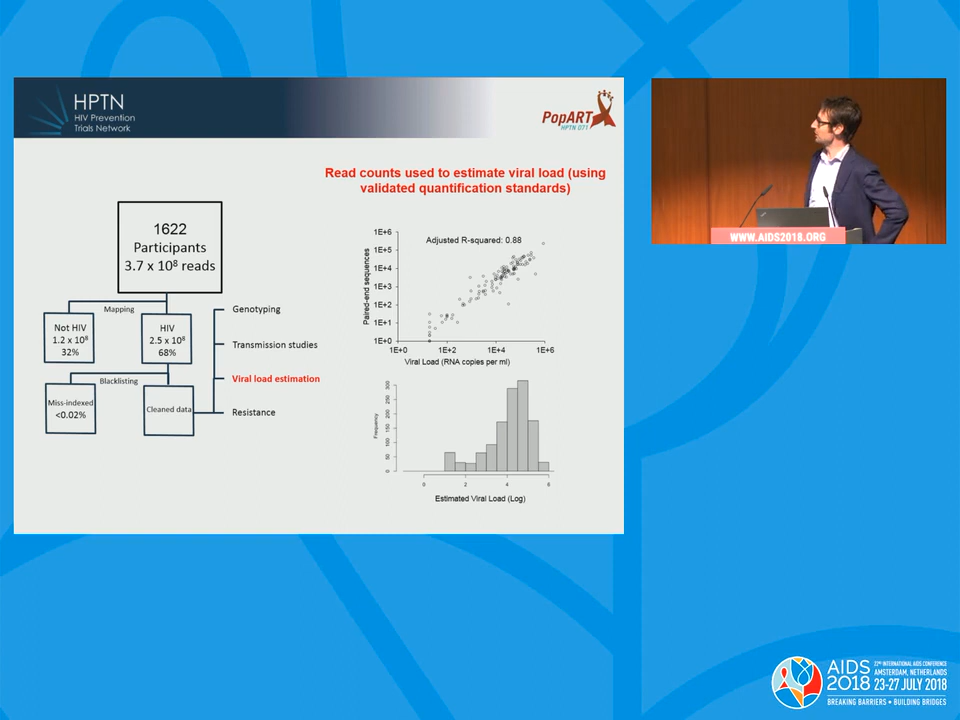 HPTN
HIV Prevention
Trials Network
PopART
HPTN 071
Read counts used to estimate viral load (using
validated quantification standards)
1622
Participants
3.7 x 10⁸ reads
Mapping
Not HIV
1.2 x 10⁸
32%
HIV
2.5 x 10⁸
68%
Blacklisting
Miss-indexed
<0.02%
Cleaned data
Genotyping
Transmission studies
Viral load estimation
Resistance
Adjusted R-squared: 0.88
Paired-end sequences
1E+6
1E+5
1E+4
1E+3
1E+2
1E+1
1E+0
1E+0 1E+2 1E+4 1E+6
Viral Load (RNA copies per ml)
Frequency
300
250
200
150
100
50
0
0 2 4 6
Estimated Viral Load (Log)
WWW.AIDS2018.ORG
AIDS
2018
22ND INTERNATIONAL AIDS CONFERENCE
AMSTERDAM, NETHERLANDS
23-27 JULY 2018
BREAKING BARRIERS • BUILDING BRIDGES